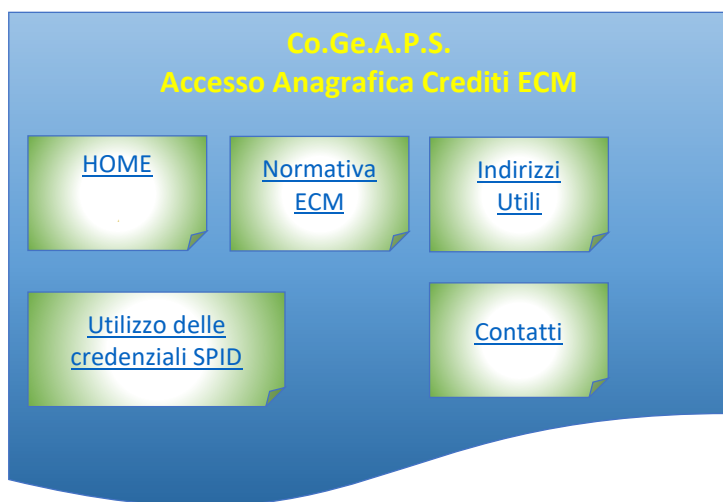 Co.Ge.A.P.S.
Accesso Anagrafica Crediti ECM
HOME
Normativa
ECM
Indirizzi
Utili
Utilizzo delle
credenziali SPID
Contatti